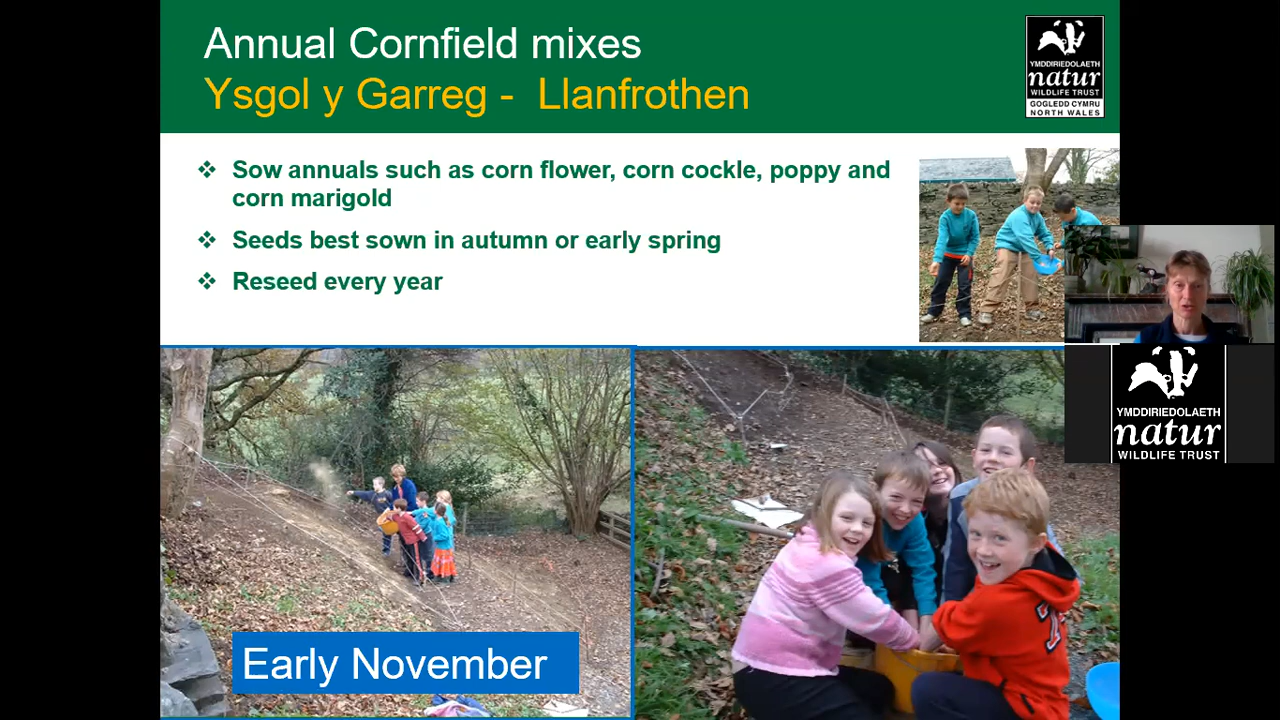 Annual Cornfield mixes
Ysgol y Garreg - Llanfrothen
YMDDIRIEDOLAETH
natur
WILDLIFE TRUST
GOGLEDD CYMRU
NORTH WALES
❖ Sow annuals such as corn flower, corn cockle, poppy and
corn marigold
❖ Seeds best sown in autumn or early spring
❖ Reseed every year
YMDDIRIEDOLAETH
natur
WILDLIFE TRUST
Early November